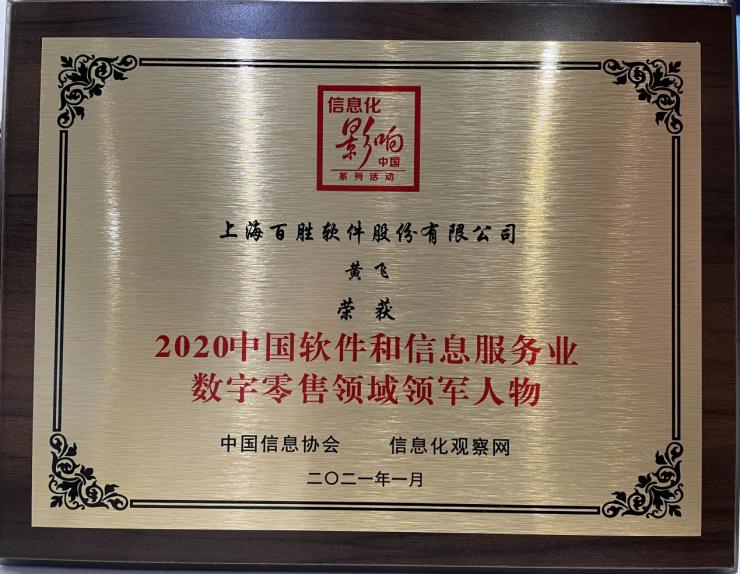 信息化
影响
中国
系列活动
上海百胜软件股份有限公司
黄飞
荣获
2020中国软件和信息服务业
数字零售领域领军人物
中国信息协会 信息化观察网
二〇二一年一月